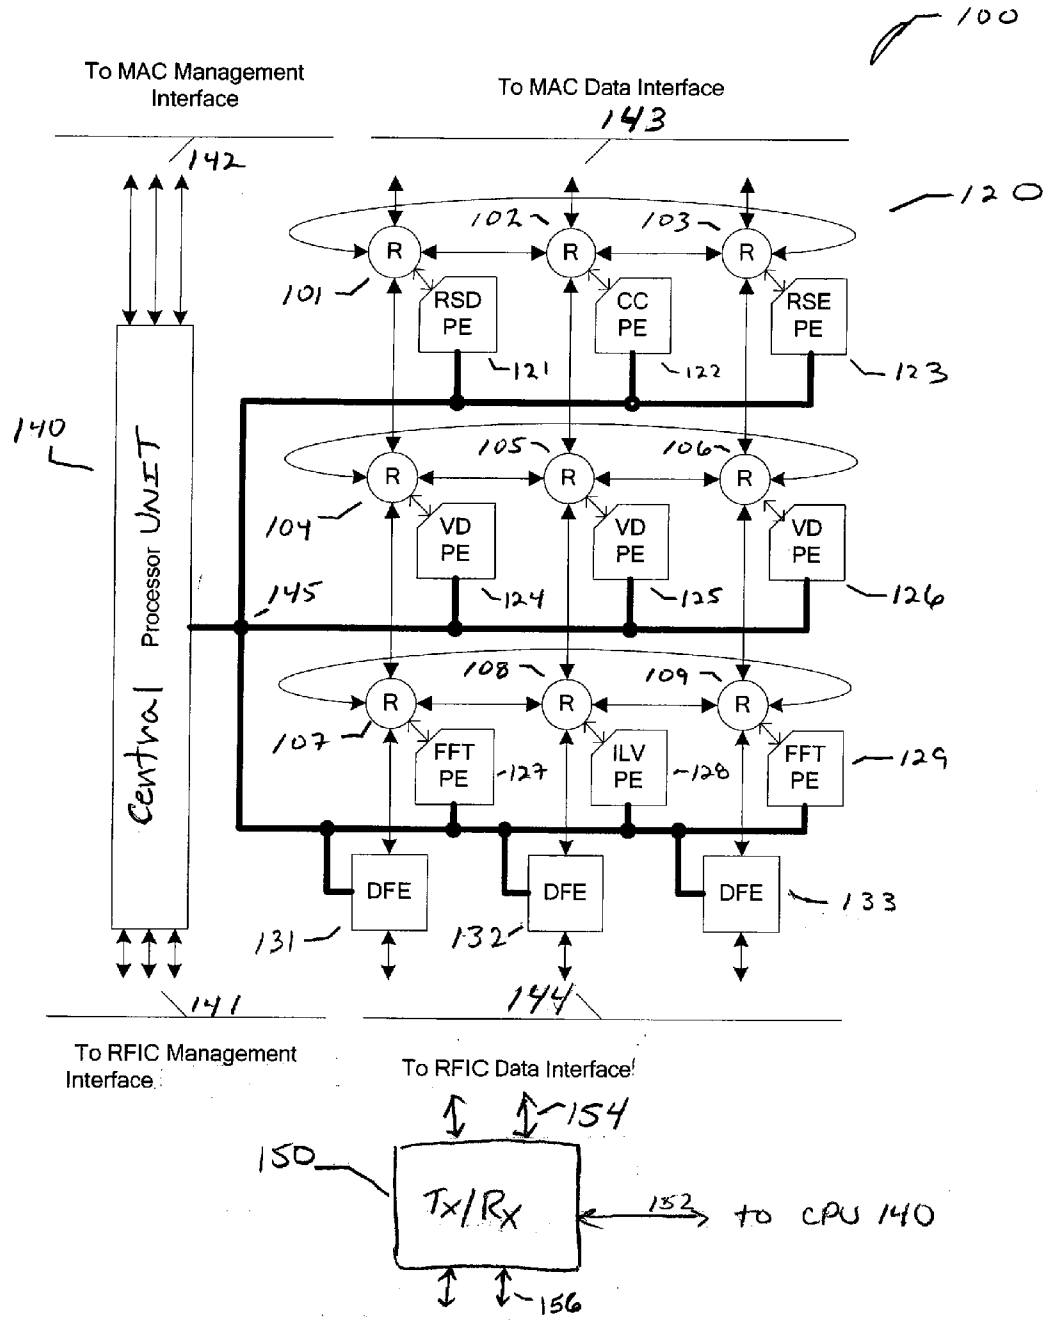 100
To MAC Management
Interface
To MAC Data Interface
143
142
120
102
103
R
R
R
101
RSD
PE
CC
PE
RSE
PE
121
122
123
140
Central Processor UNIT
105
106
R
R
R
104
VD
PE
VD
PE
VD
PE
145
124
125
126
108
109
R
R
R
107
FFT
PE
127
ILV
PE
128
FFT
PE
129
DFE
DFE
DFE
131
132
133
141
144
To RFIC Management
Interface
To RFIC Data Interface
154
150
Tx/Rx
152
to CPU 140
156